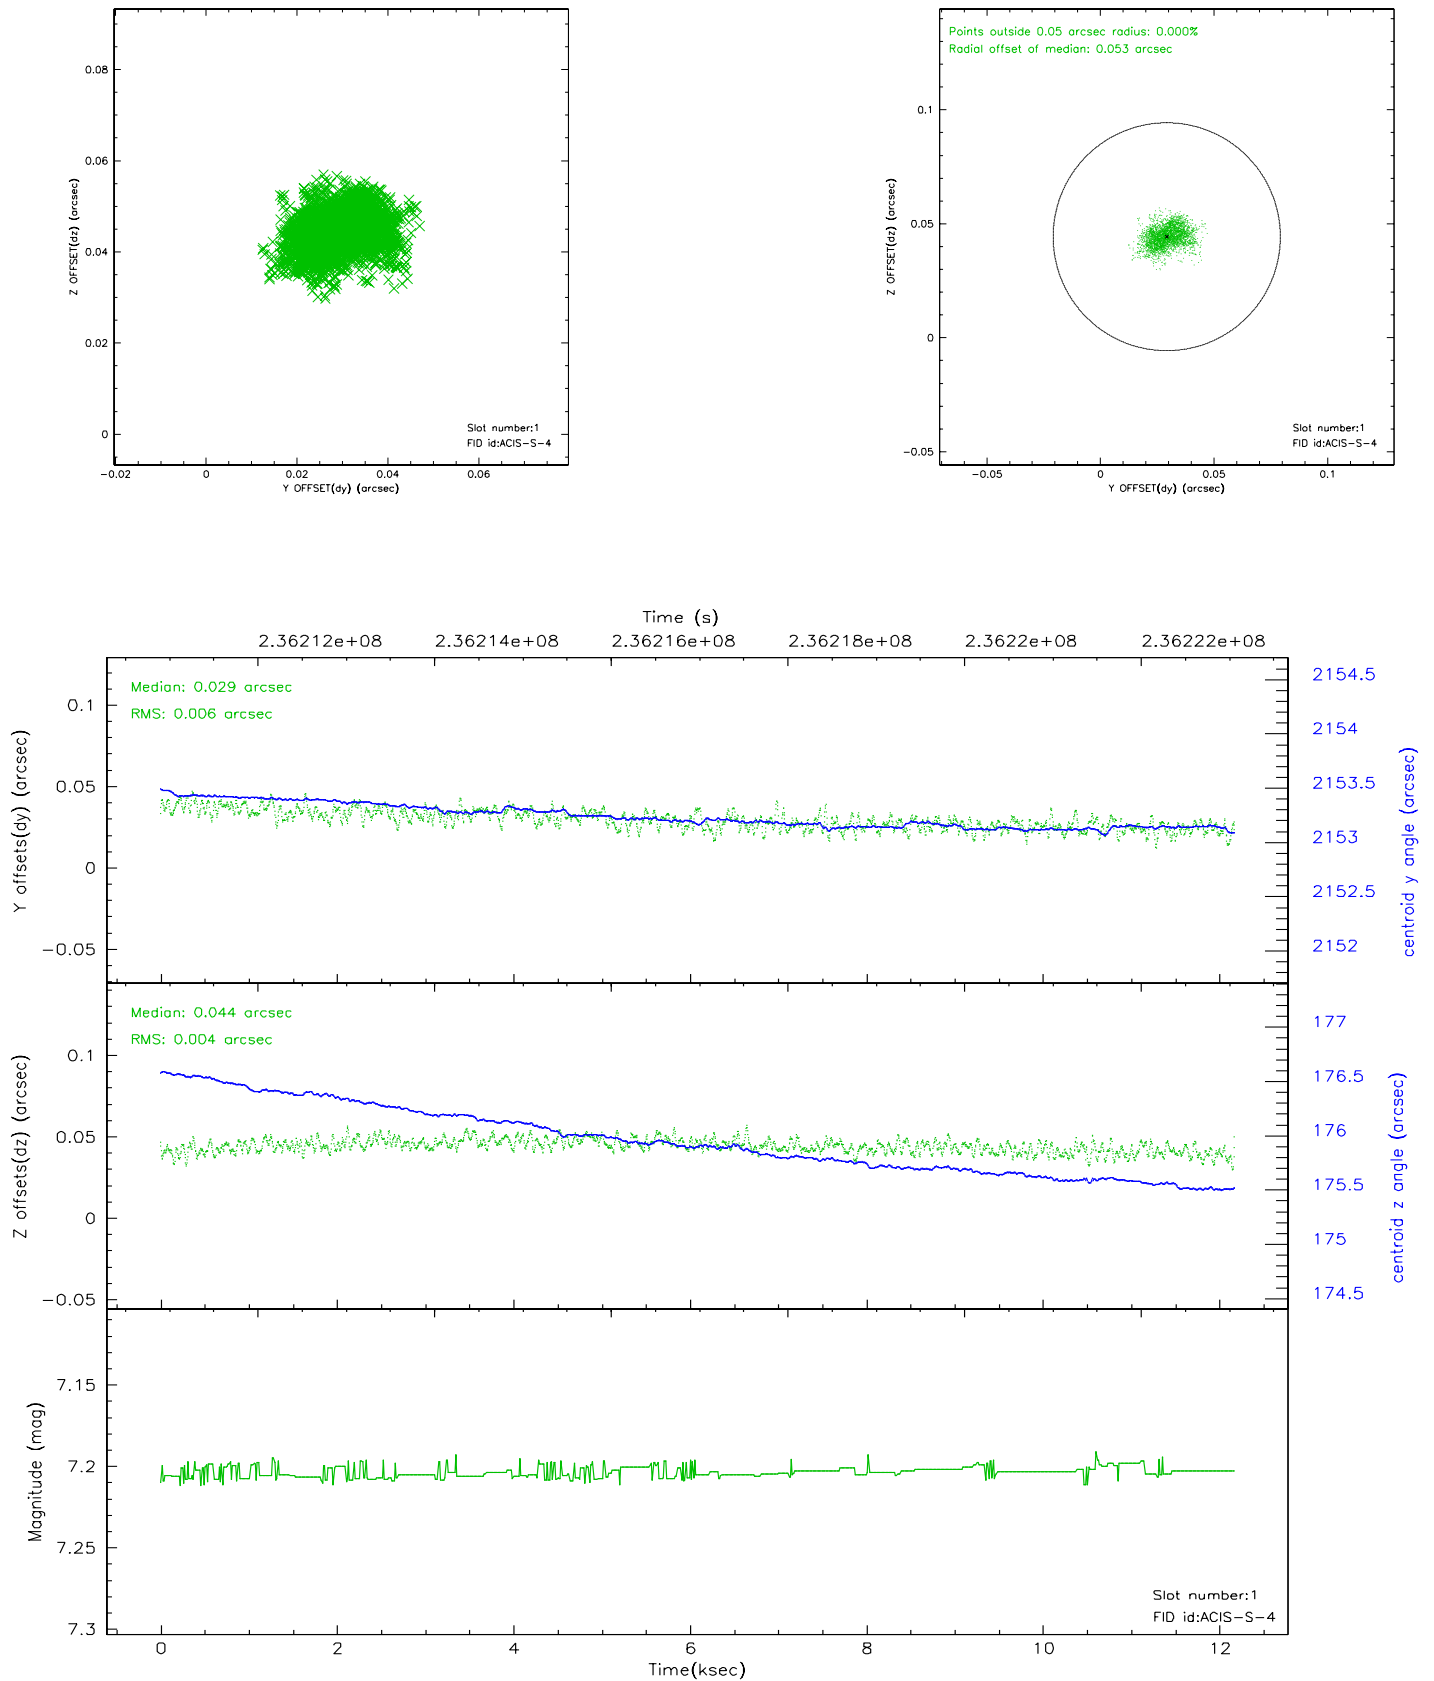 0.08
0.06
0.04
0.02
0
Z OFFSET(dz) (arcsec)
Slot number:1
FID id:ACIS-S-4
-0.02
0
0.02
0.04
0.06
Y OFFSET(dy) (arcsec)
Points outside 0.05 arcsec radius: 0.000%
Radial offset of median: 0.053 arcsec
0.1
0.05
0
-0.05
Z OFFSET(dz) (arcsec)
Slot number:1
FID id:ACIS-S-4
-0.05
0
0.05
0.1
Y OFFSET(dy) (arcsec)
Time (s)
2.36212e+08
2.36214e+08
2.36216e+08
2.36218e+08
2.3622e+08
2.36222e+08
Median: 0.029 arcsec
RMS: 0.006 arcsec
0.1
0.05
0
-0.05
Y offsets(dy) (arcsec)
2154.5
2154
2153.5
2153
2152.5
2152
centroid y angle (arcsec)
Median: 0.044 arcsec
RMS: 0.004 arcsec
0.1
0.05
0
-0.05
Z offsets(dz) (arcsec)
177
176.5
176
175.5
175
174.5
centroid z angle (arcsec)
7.15
7.2
7.25
7.3
Magnitude (mag)
Slot number:1
FID id:ACIS-S-4
0
2
4
6
8
10
12
Time(ksec)